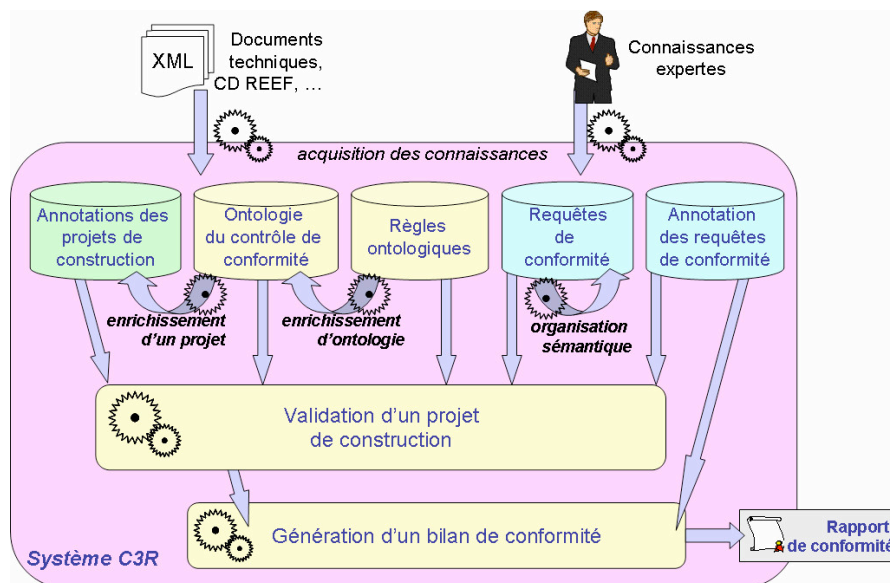 XML
Documents
techniques,
CD REEF, ...
Connaissances
expertes
acquisition des connaissances
Annotations des
projets de
construction
Ontologie
du contrôle de
conformité
Règles
ontologiques
Requêtes
de
conformité
Annotation
des requêtes
de conformité
enrichissement
d'un projet
enrichissement
d'ontologie
organisation
sémantique
Validation d'un projet
de construction
Génération d'un bilan de conformité
Rapport
de conformité
Système C3R